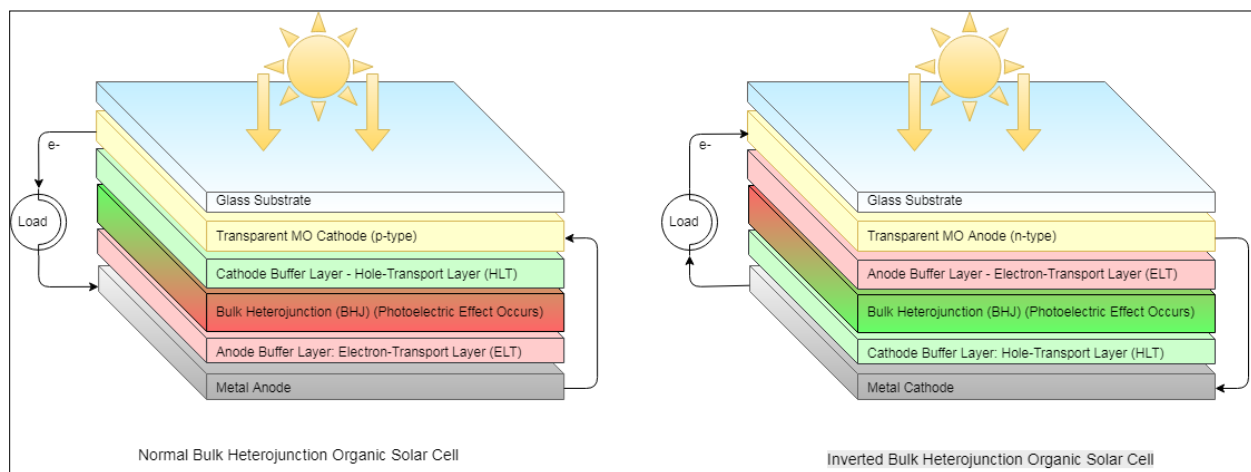 e-
Load
Glass Substrate
Transparent MO Cathode (p-type)
Cathode Buffer Layer - Hole-Transport Layer (HLT)
Bulk Heterojunction (BHJ) (Photoelectric Effect Occurs)
Anode Buffer Layer: Electron-Transport Layer (ELT)
Metal Anode
Normal Bulk Heterojunction Organic Solar Cell
e-
Load
Glass Substrate
Transparent MO Anode (n-type)
Anode Buffer Layer - Electron-Transport Layer (ELT)
Bulk Heterojunction (BHJ) (Photoelectric Effect Occurs)
Cathode Buffer Layer: Hole-Transport Layer (HLT)
Metal Cathode
Inverted Bulk Heterojunction Organic Solar Cell